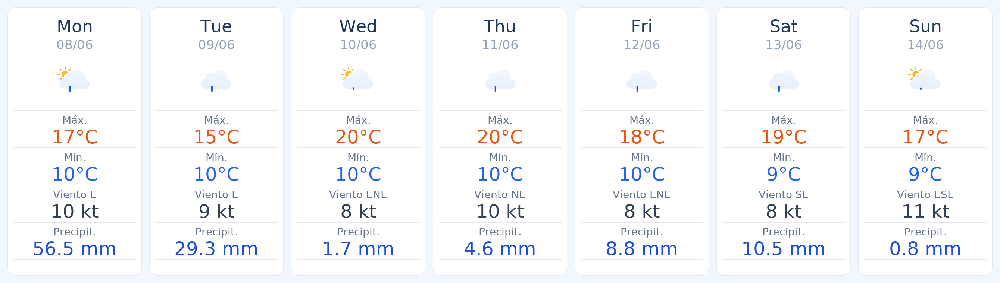 Mon
08/06
Máx.
17°C
Mín.
10°C
Viento E
10 kt
Precipit.
56.5 mm
Tue
09/06
Máx.
15°C
Mín.
10°C
Viento E
9 kt
Precipit.
29.3 mm
Wed
10/06
Máx.
20°C
Mín.
10°C
Viento ENE
8 kt
Precipit.
1.7 mm
Thu
11/06
Máx.
20°C
Mín.
10°C
Viento NE
10 kt
Precipit.
4.6 mm
Fri
12/06
Máx.
18°C
Mín.
10°C
Viento ENE
8 kt
Precipit.
8.8 mm
Sat
13/06
Máx.
19°C
Mín.
9°C
Viento SE
8 kt
Precipit.
10.5 mm
Sun
14/06
Máx.
17°C
Mín.
9°C
Viento ESE
11 kt
Precipit.
0.8 mm